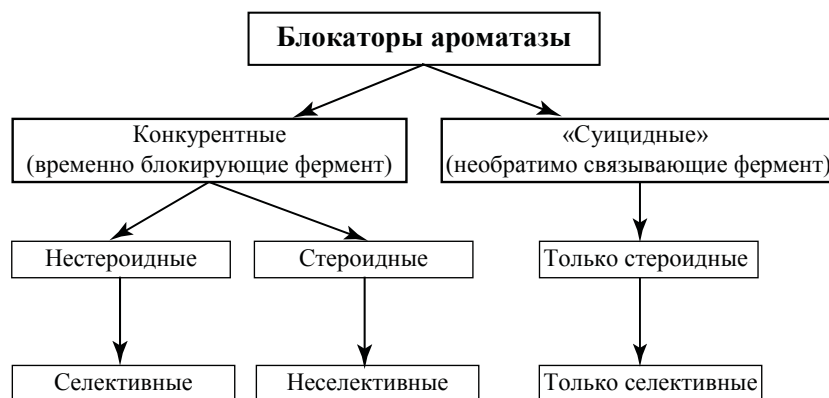 Блокаторы ароматазы
Конкурентные
(временно блокирующие фермент)
«Суицидные»
(необратимо связывающие фермент)
Нестероидные
Стероидные
Только стероидные
Селективные
Неселективные
Только селективные